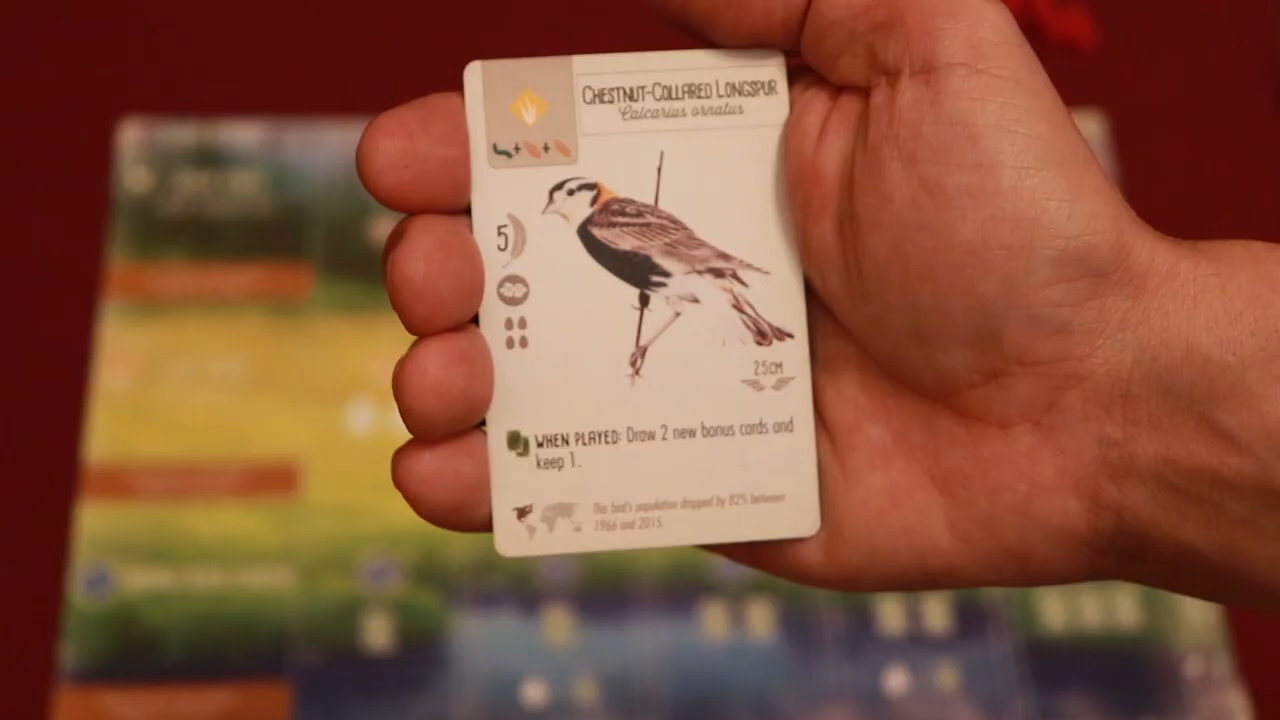 CHESTNUT-COLLARED LONGSPUR
Calcarius ornatus
5
25CM
WHEN PLAYED: Draw 2 new bonus cards and
keep 1.
This bird's population dropped by 82% between
1966 and 2015.